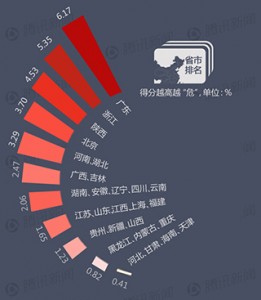 省市
排名
得分越高越 “危”, 单位: %
6.17
5.35
4.53
3.70
3.29
2.47
2.06
1.65
1.23
0.82
0.41
广东
浙江
陕西
北京
河南,湖北
广西,吉林
湖南,安徽,辽宁,四川,云南
江苏,山东江西,上海,福建
贵州,新疆,山西
黑龙江,内蒙古,重庆
河北,甘肃,海南,天津